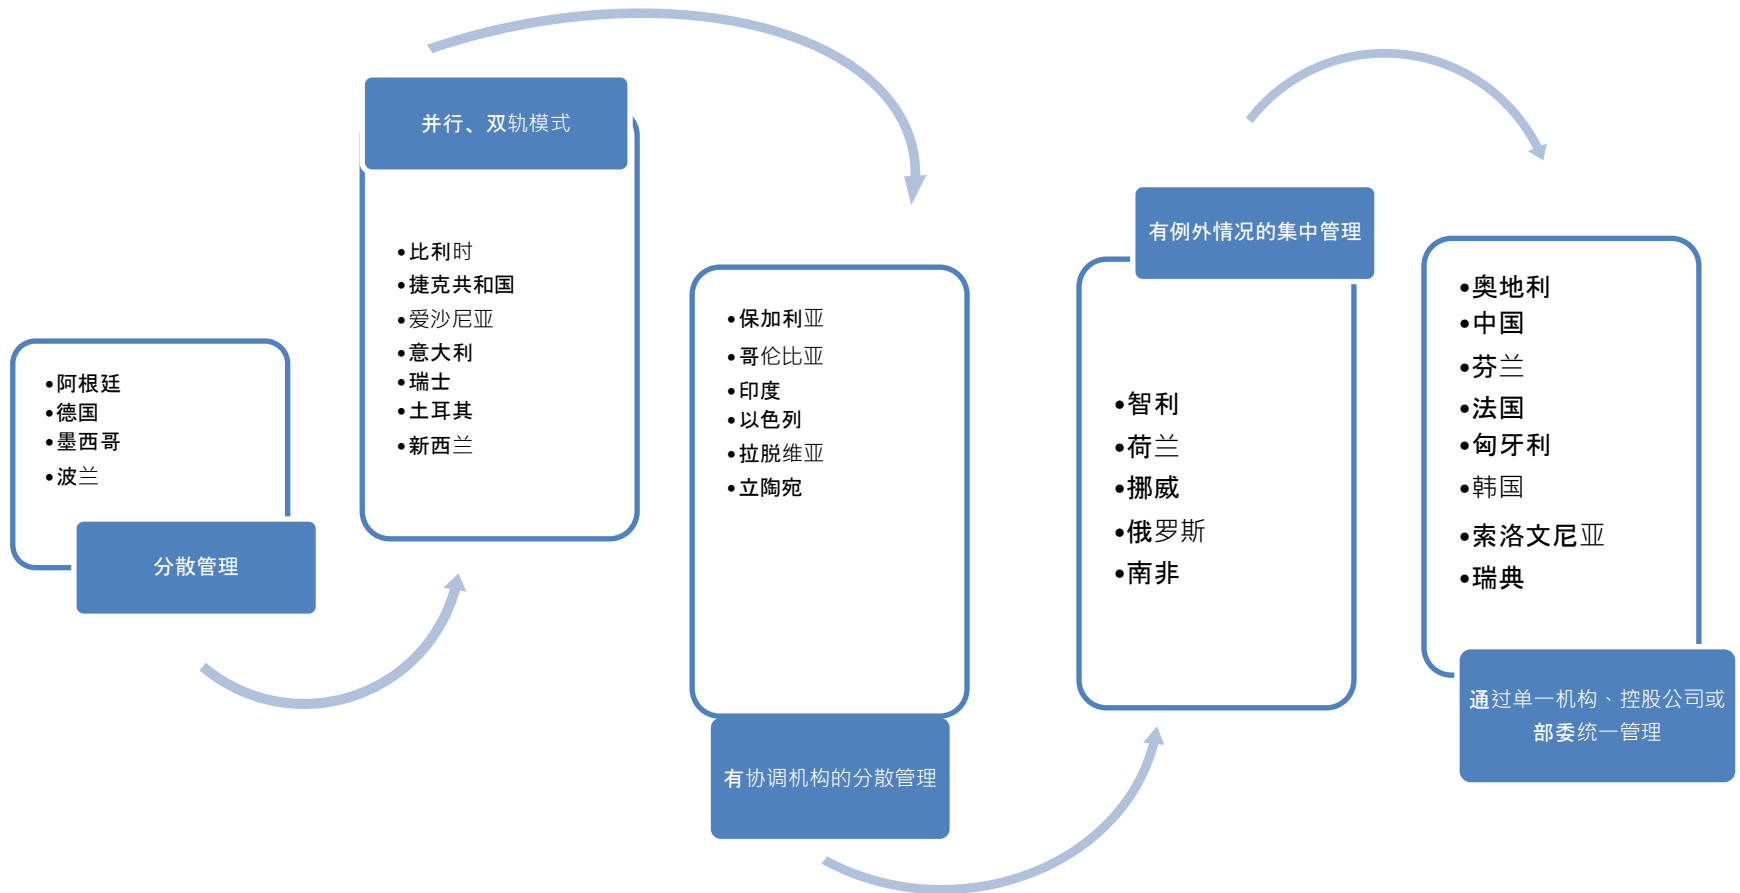 •阿根廷
•德国
•墨西哥
•波兰
分散管理
并行、双轨模式
•比利时
•捷克共和国
•爱沙尼亚
•意大利
•瑞士
•土耳其
•新西兰
•保加利亚
•哥伦比亚
•印度
•以色列
•拉脱维亚
•立陶宛
有协调机构的分散管理
有例外情况的集中管理
•智利
•荷兰
•挪威
•俄罗斯
•南非
•奥地利
•中国
•芬兰
•法国
•匈牙利
•韩国
•索洛文尼亚
•瑞典
通过单一机构、控股公司或
部委统一管理